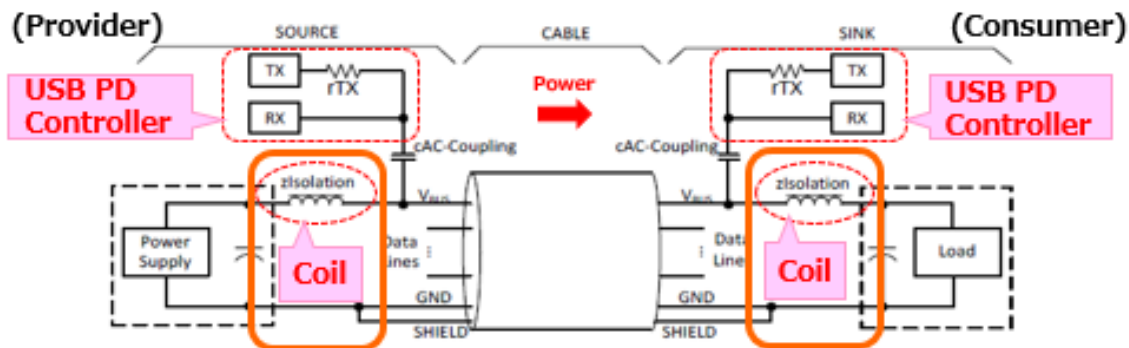 (Provider)
SOURCE
CABLE
SINK
(Consumer)
TX
rTX
RX
USB PD
Controller
Power
TX
rTX
RX
USB PD
Controller
cAC-Coupling
cAC-Coupling
zIsolation
VBUS
VBUS
zIsolation
Power
Supply
Coil
Data
Lines
Data
Lines
Coil
Load
GND
SHIELD
GND
SHIELD